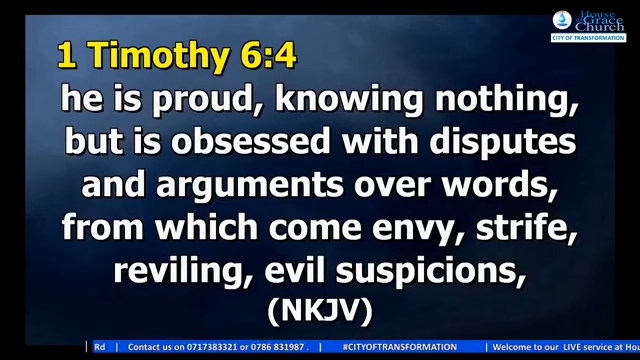 House of Grace Church
CITY OF TRANSFORMATION
1 Timothy 6:4
he is proud, knowing nothing,
but is obsessed with disputes
and arguments over words,
from which come envy, strife,
reviling, evil suspicions,
(NKJV)
Rd | Contact us on 0717383321 or 0786 831987 . | #CITYOFTRANSFORMATION | Welcome to our LIVE service at Hou